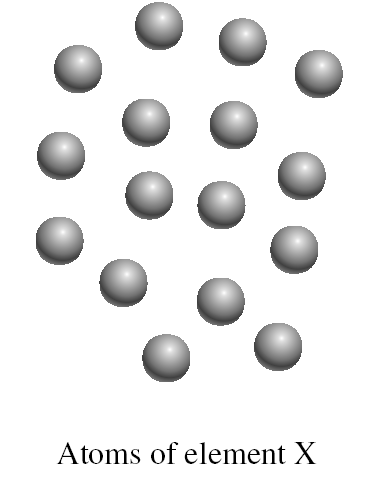 Atoms of element X